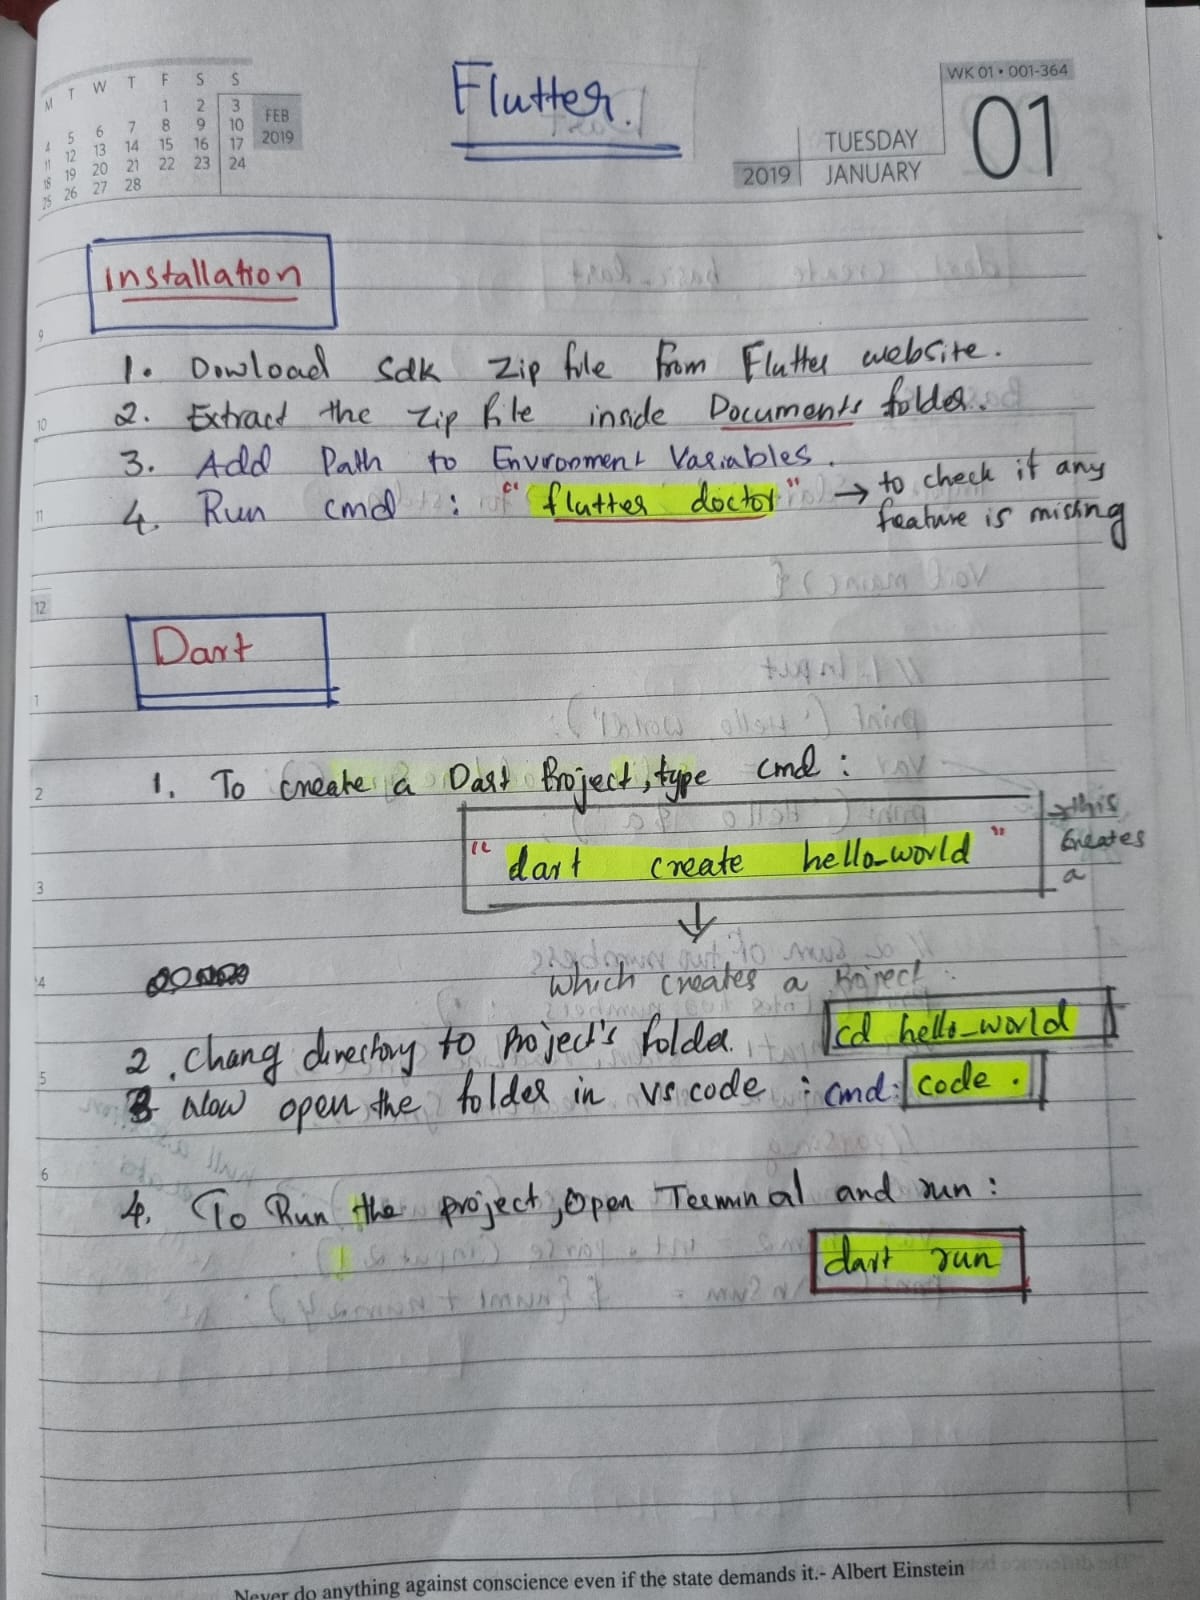 M T W T F S S
1 2 3
4 5 6 7 8 9 10
11 12 13 14 15 16 17
18 19 20 21 22 23 24
25 26 27 28
FEB
2019
Flutter.
WK 01 • 001-364
01
TUESDAY
2019 JANUARY
Installation
9
1. Dowload Sdk Zip file from Flutter website.
10
2. Extract the Zip file inside Documents folder.
3. Add Path to Environment Variables.
11
4. Run cmd : "flutter doctor" → to check if any
feature is missing
12
Dart
1
2
1. To create a Dart Project, type cmd :
→ this
creates
a
"dart create hello_world"
3
↓
4
which creates a Project.
2. Chang directory to Project's folder. cd hello_world
5
3 Now open the folder in vs code : cmd: code .
6
4. To Run the project, Open Terminal and run :
dart run
Never do anything against conscience even if the state demands it.- Albert Einstein